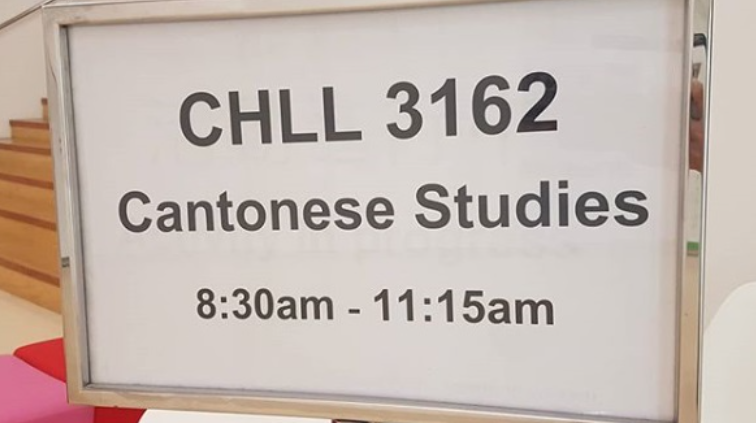 CHLL 3162
Cantonese Studies
8:30am - 11:15am